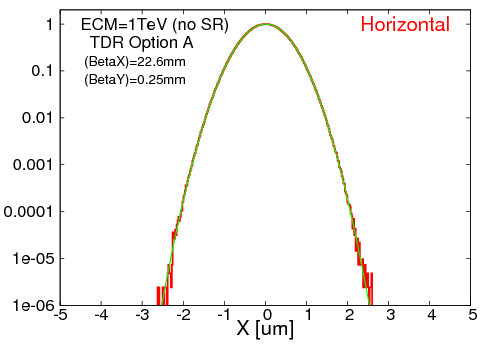 ECM=1TeV (no SR)
Horizontal
TDR Option A
(BetaX)=22.6mm
(BetaY)=0.25mm
1
0.1
0.01
0.001
0.0001
1e-05
1e-06
-5 -4 -3 -2 -1 0 1 2 3 4 5
X [um]